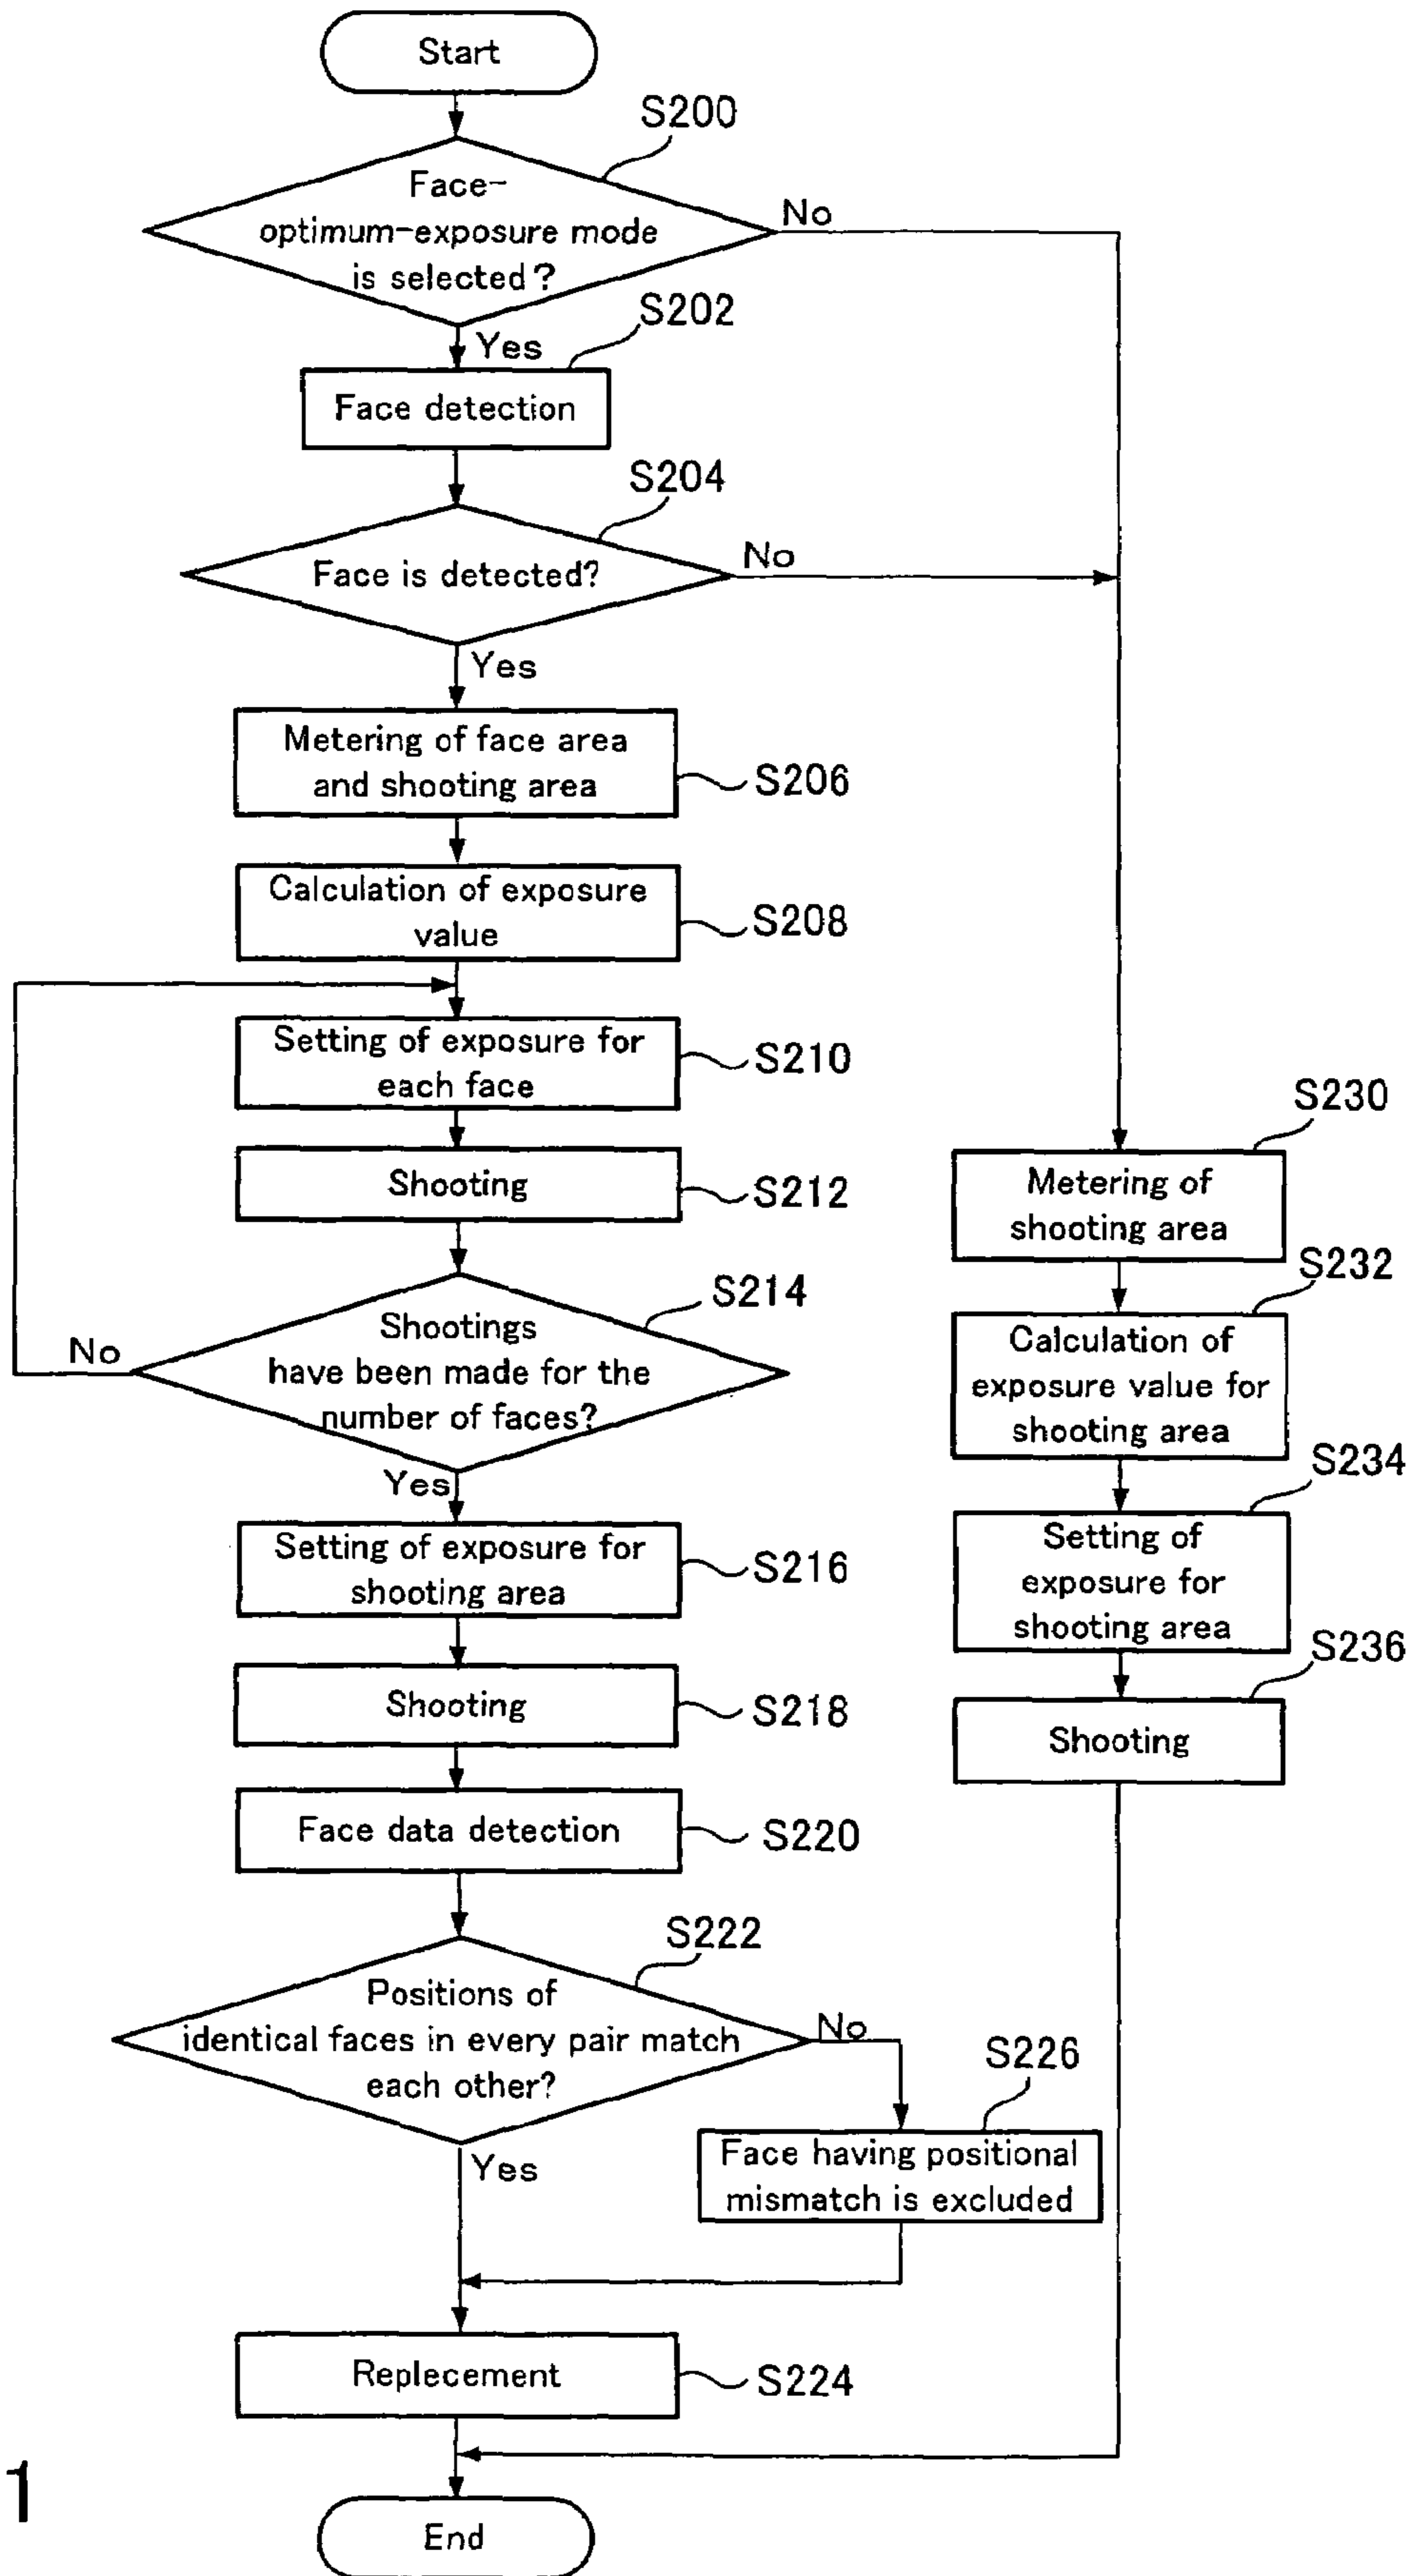 Start
S200
Face-
optimum-exposure mode
is selected?
No
S202
Yes
Face detection
S204
Face is detected?
No
Yes
Metering of face area
and shooting area
S206
Calculation of exposure
value
S208
Setting of exposure for
each face
S210
Shooting
S212
S214
Shootings
have been made for the
number of faces?
No
Yes
Setting of exposure for
shooting area
S216
Shooting
S218
Face data detection
S220
S222
Positions of
identical faces in every pair match
each other?
No
Yes
S226
Face having positional
mismatch is excluded
Replecement
S224
S230
Metering of
shooting area
S232
Calculation of
exposure value for
shooting area
S234
Setting of
exposure for
shooting area
S236
Shooting
1
End